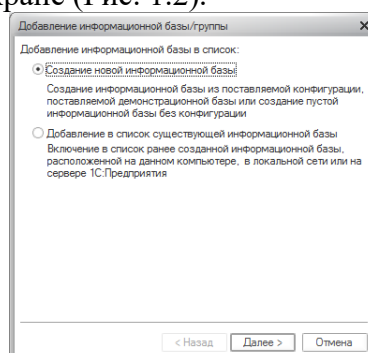 ране (Рис. 1.2).
Добавление информационной базы/группы
Добавление информационной базы в список:
Создание новой информационной базы
Создание информационной базы из поставляемой конфигурации,
поставляемой демонстрационной базы или создание пустой
информационной базы без конфигурации
Добавление в список существующей информационной базы
Включение в список ранее созданной информационной базы,
расположенной на данном компьютере, в локальной сети или на
сервере 1С:Предприятия
< Назад Далее > Отмена